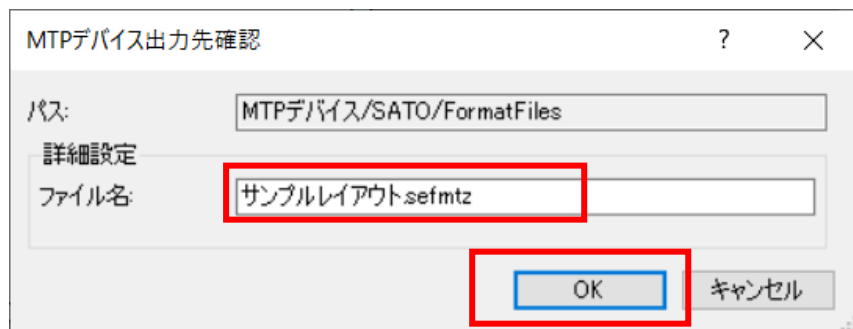 MTPデバイス出力先確認 ?
パス: MTPデバイス/SATO/FormatFiles
詳細設定
ファイル名: サンプルレイアウト.sefmtz
OK キャンセル